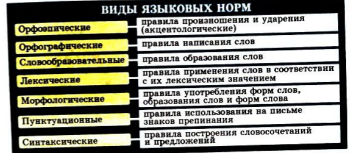 ВИДЫ ЯЗЫКОВЫХ НОРМ
Орфоэпические
правила произношения и ударения
(акцентологические)
Орфографические
правила написания слов
Словообразовательные
правила образования слов
Лексические
правила применения слов в соответствии
с их лексическим значением
Морфологические
правила употребления форм слов,
образования слов и форм слова
Пунктуационные
правила использования на письме
знаков препинания
Синтаксические
правила построения словосочетаний
и предложений